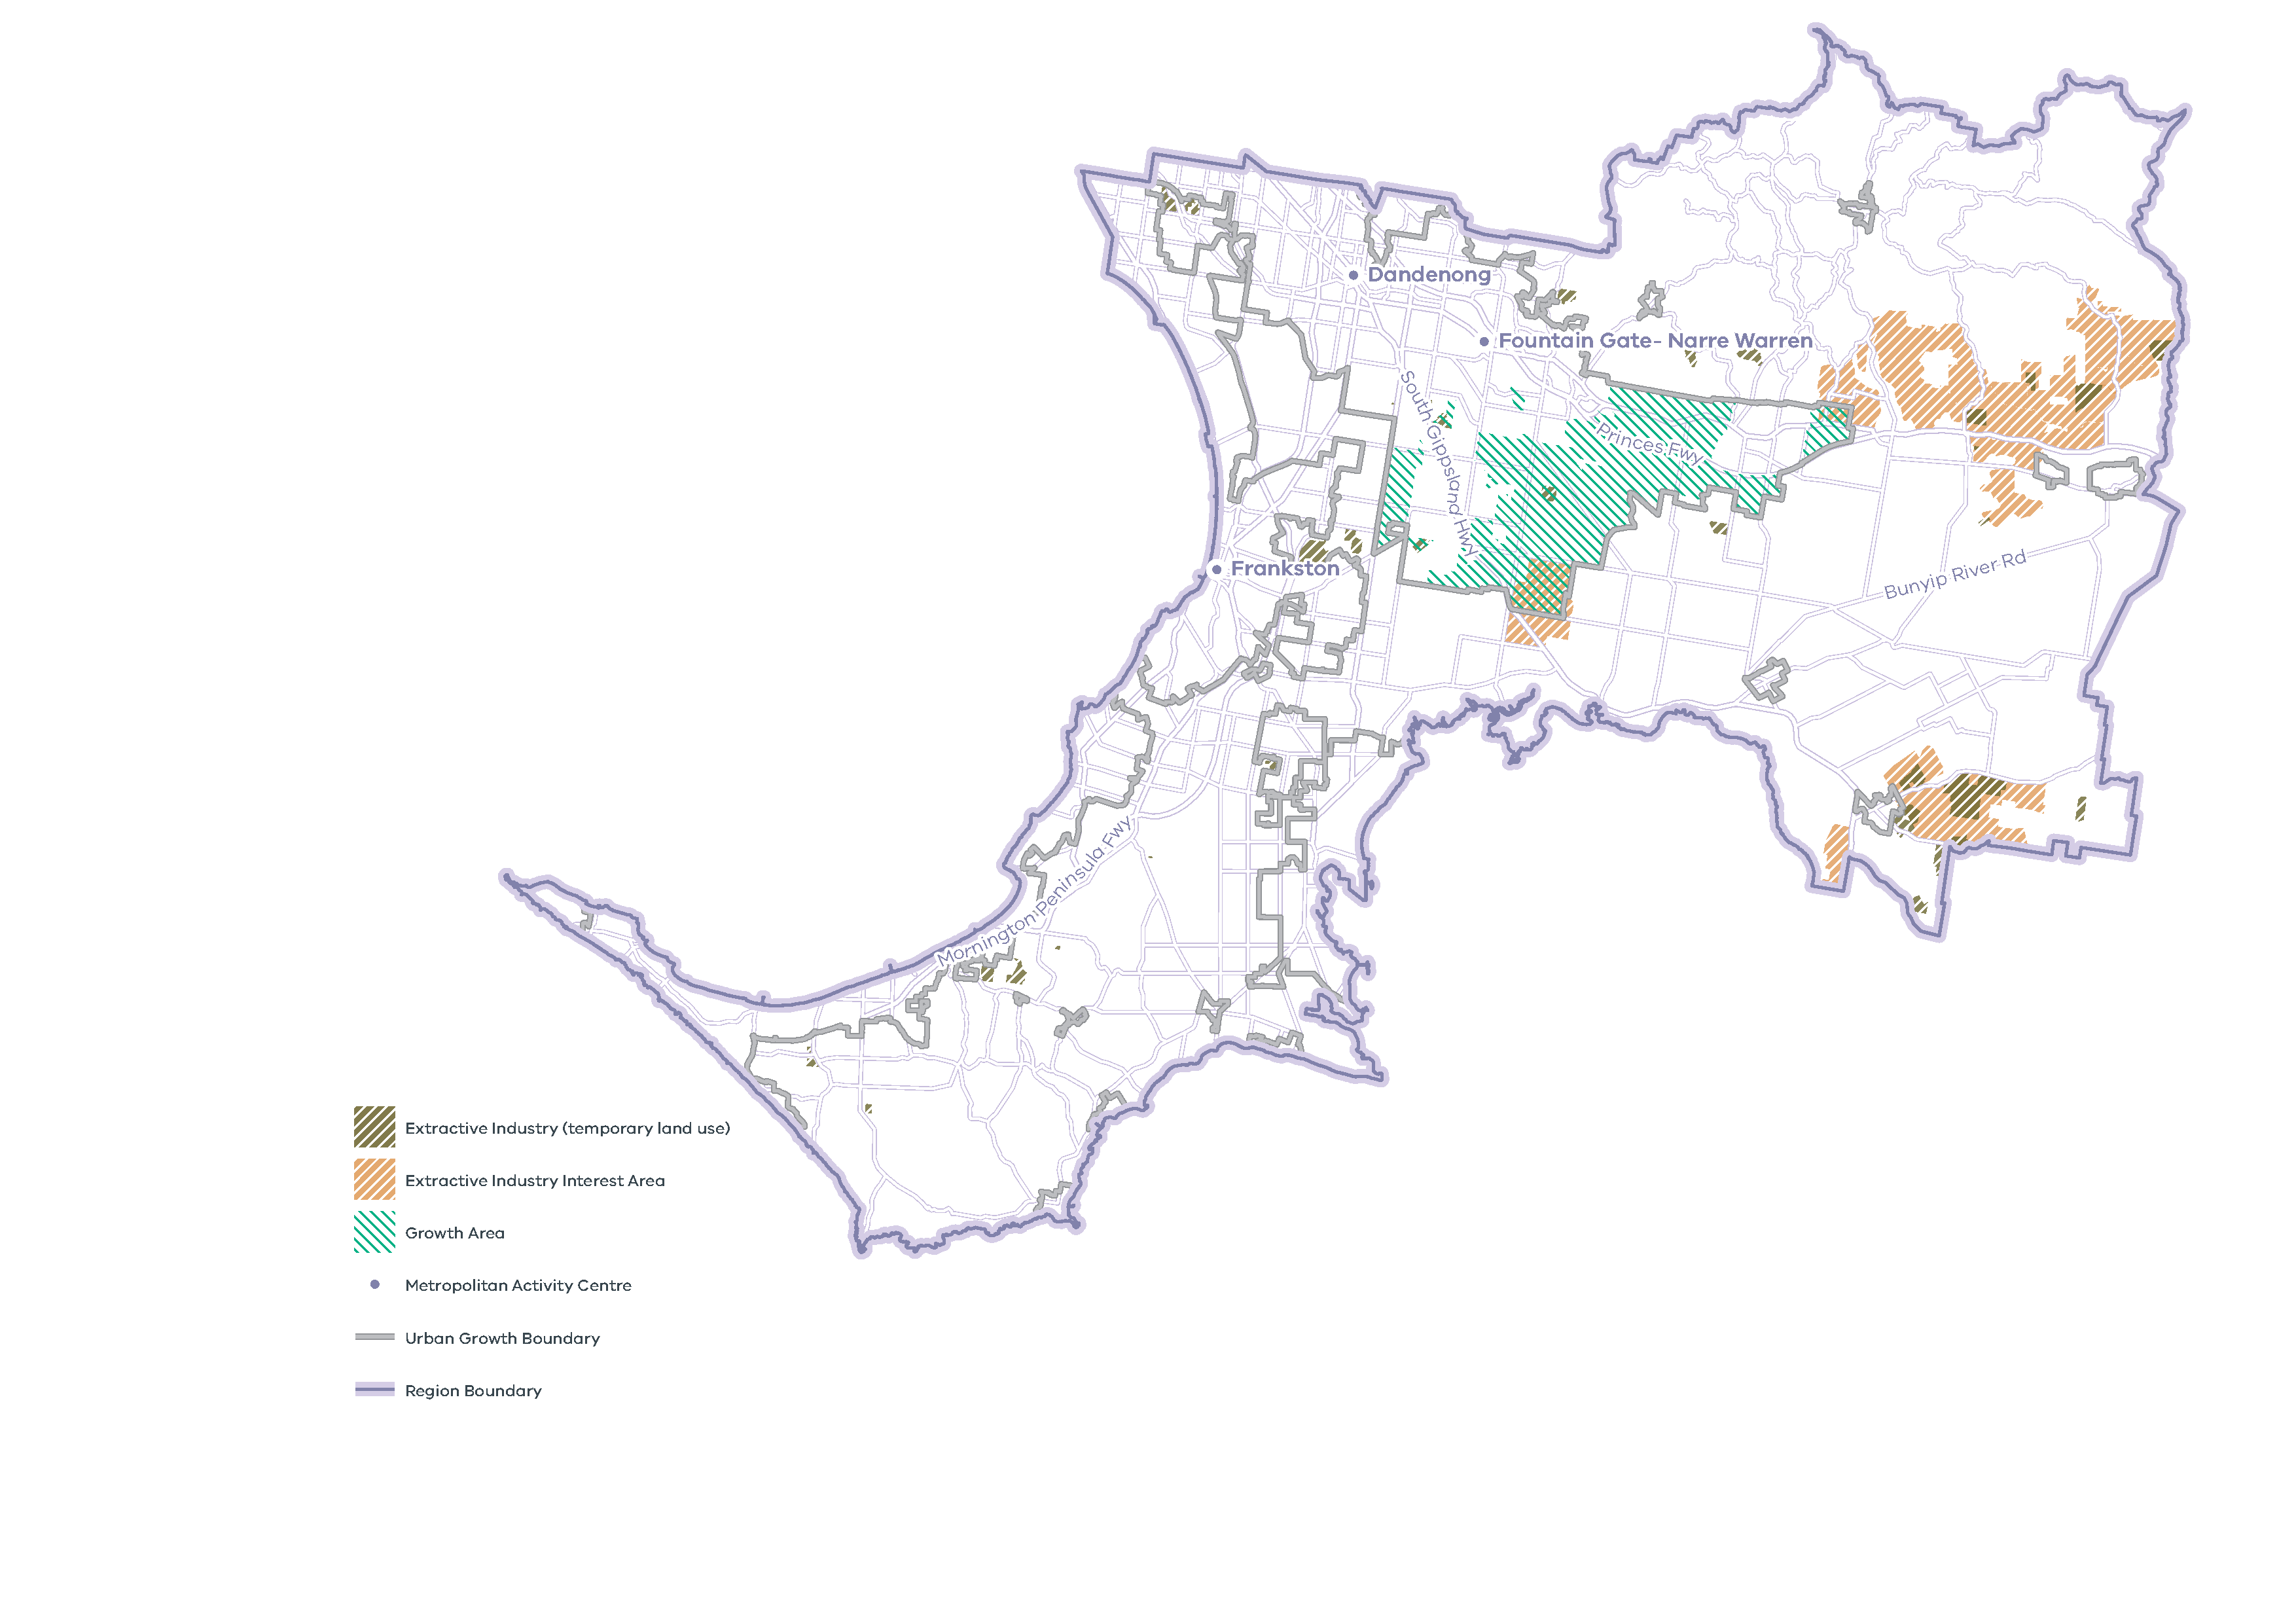 Dandenong
Fountain Gate- Narre Warren
South Gippsland Hwy
Princes Fwy
Frankston
Bunyip River Rd
Mornington Peninsula Fwy
Extractive Industry (temporary land use)
Extractive Industry Interest Area
Growth Area
Metropolitan Activity Centre
Urban Growth Boundary
Region Boundary